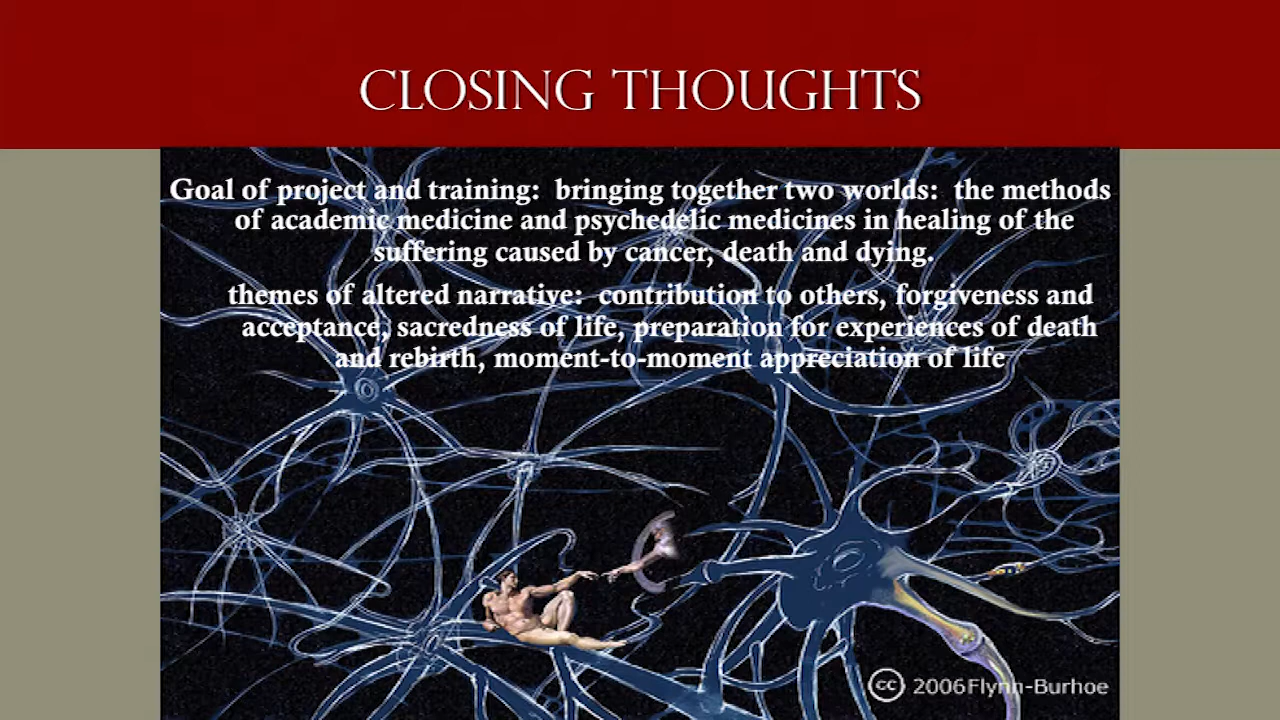 CLOSING THOUGHTS
Goal of project and training: bringing together two worlds: the methods
of academic medicine and psychedelic medicines in healing of the
suffering caused by cancer, death and dying.
themes of altered narrative: contribution to others, forgiveness and
acceptance, sacredness of life, preparation for experiences of death
and rebirth, moment-to-moment appreciation of life
cc 2006Flynn-Burhoe